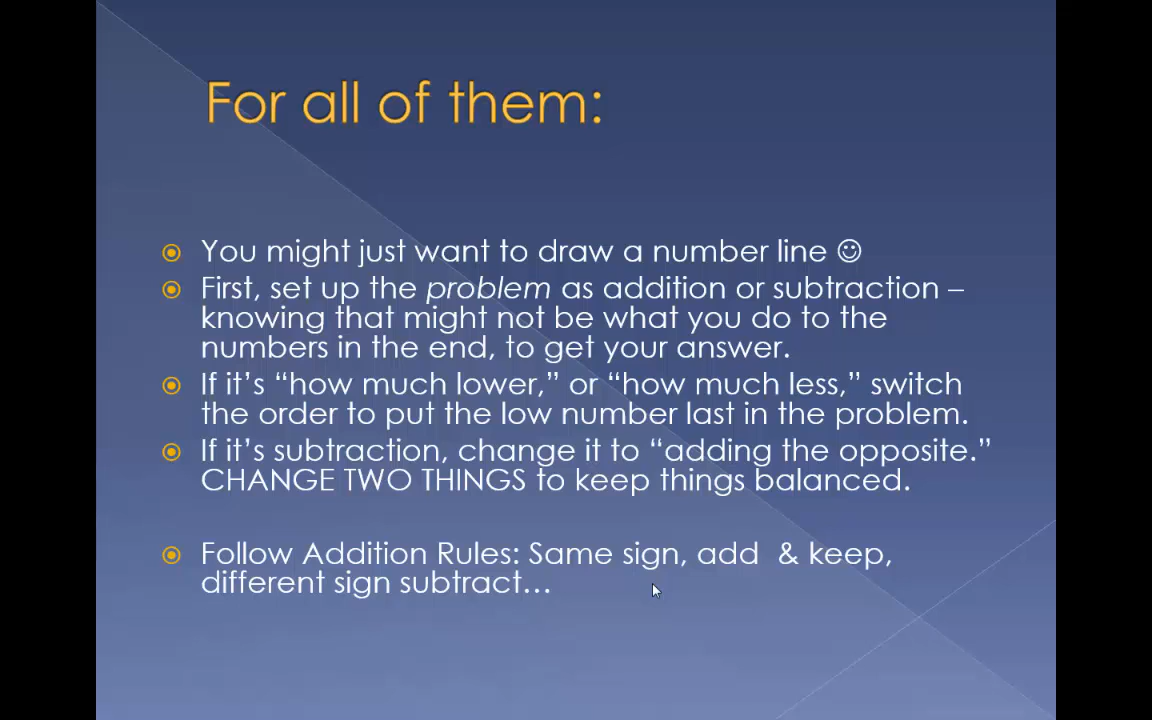 For all of them:
You might just want to draw a number line ☺
First, set up the problem as addition or subtraction –
knowing that might not be what you do to the
numbers in the end, to get your answer.
If it’s “how much lower,” or “how much less,” switch
the order to put the low number last in the problem.
If it’s subtraction, change it to “adding the opposite.”
CHANGE TWO THINGS to keep things balanced.
Follow Addition Rules: Same sign, add  & keep,
different sign subtract…